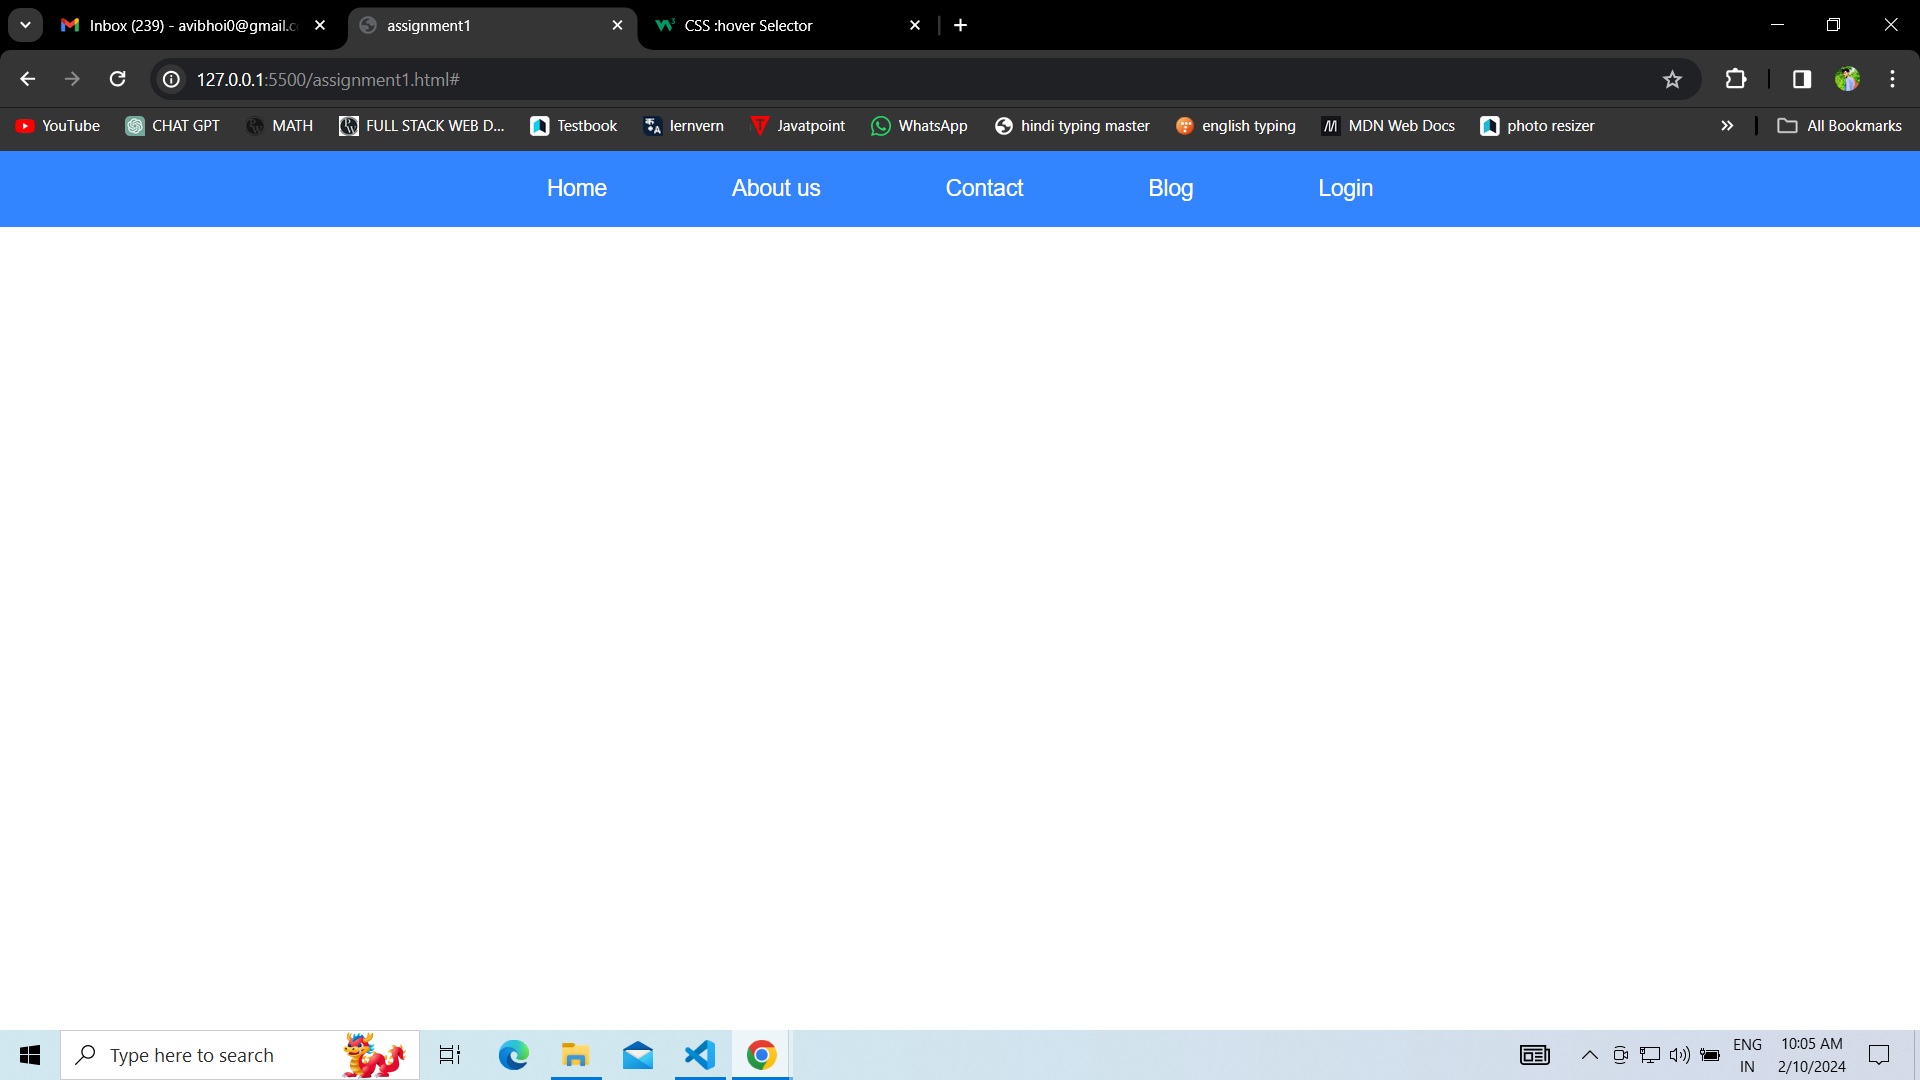 Inbox (239) - avibhoi0@gmail.c
assignment1
CSS :hover Selector
127.0.0.1:5500/assignment1.html#
YouTube
CHAT GPT
MATH
FULL STACK WEB D...
Testbook
lernvern
Javatpoint
WhatsApp
hindi typing master
english typing
MDN Web Docs
photo resizer
All Bookmarks
Home
About us
Contact
Blog
Login
Type here to search
ENG
IN
10:05 AM
2/10/2024